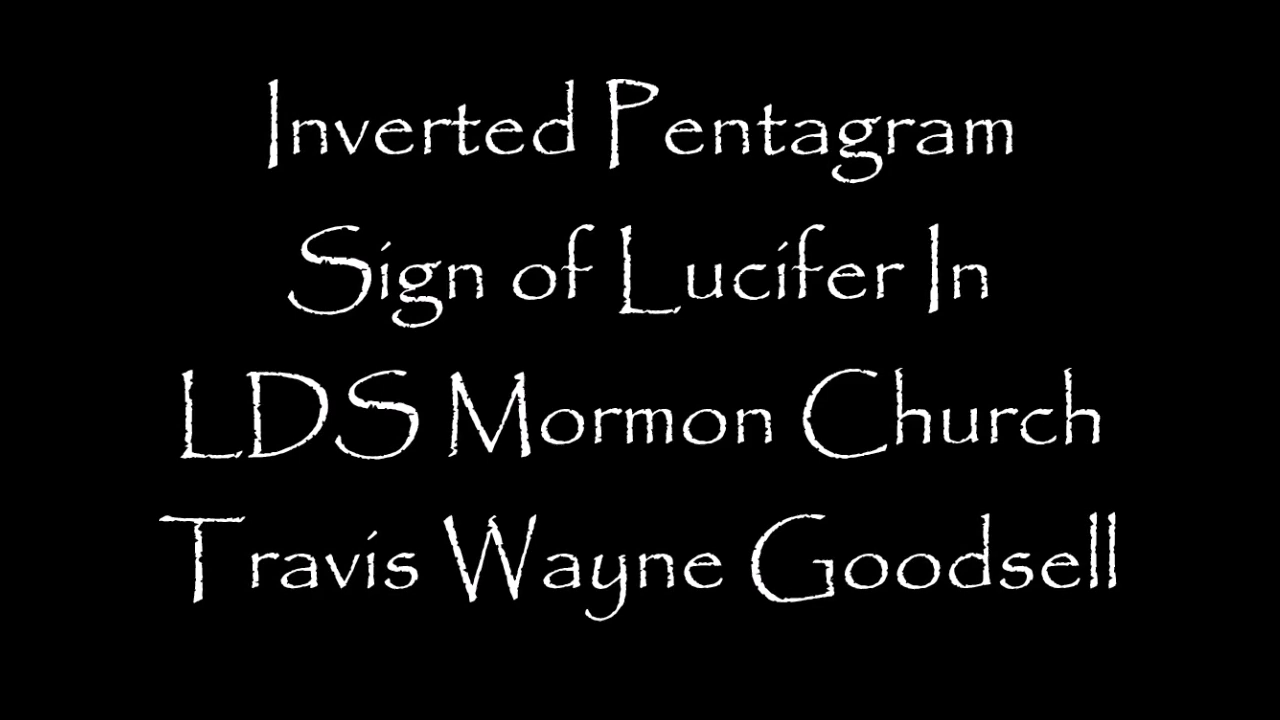 Inverted Pentagram
Sign of Lucifer In
LDS Mormon Church
Travis Wayne Goodsell